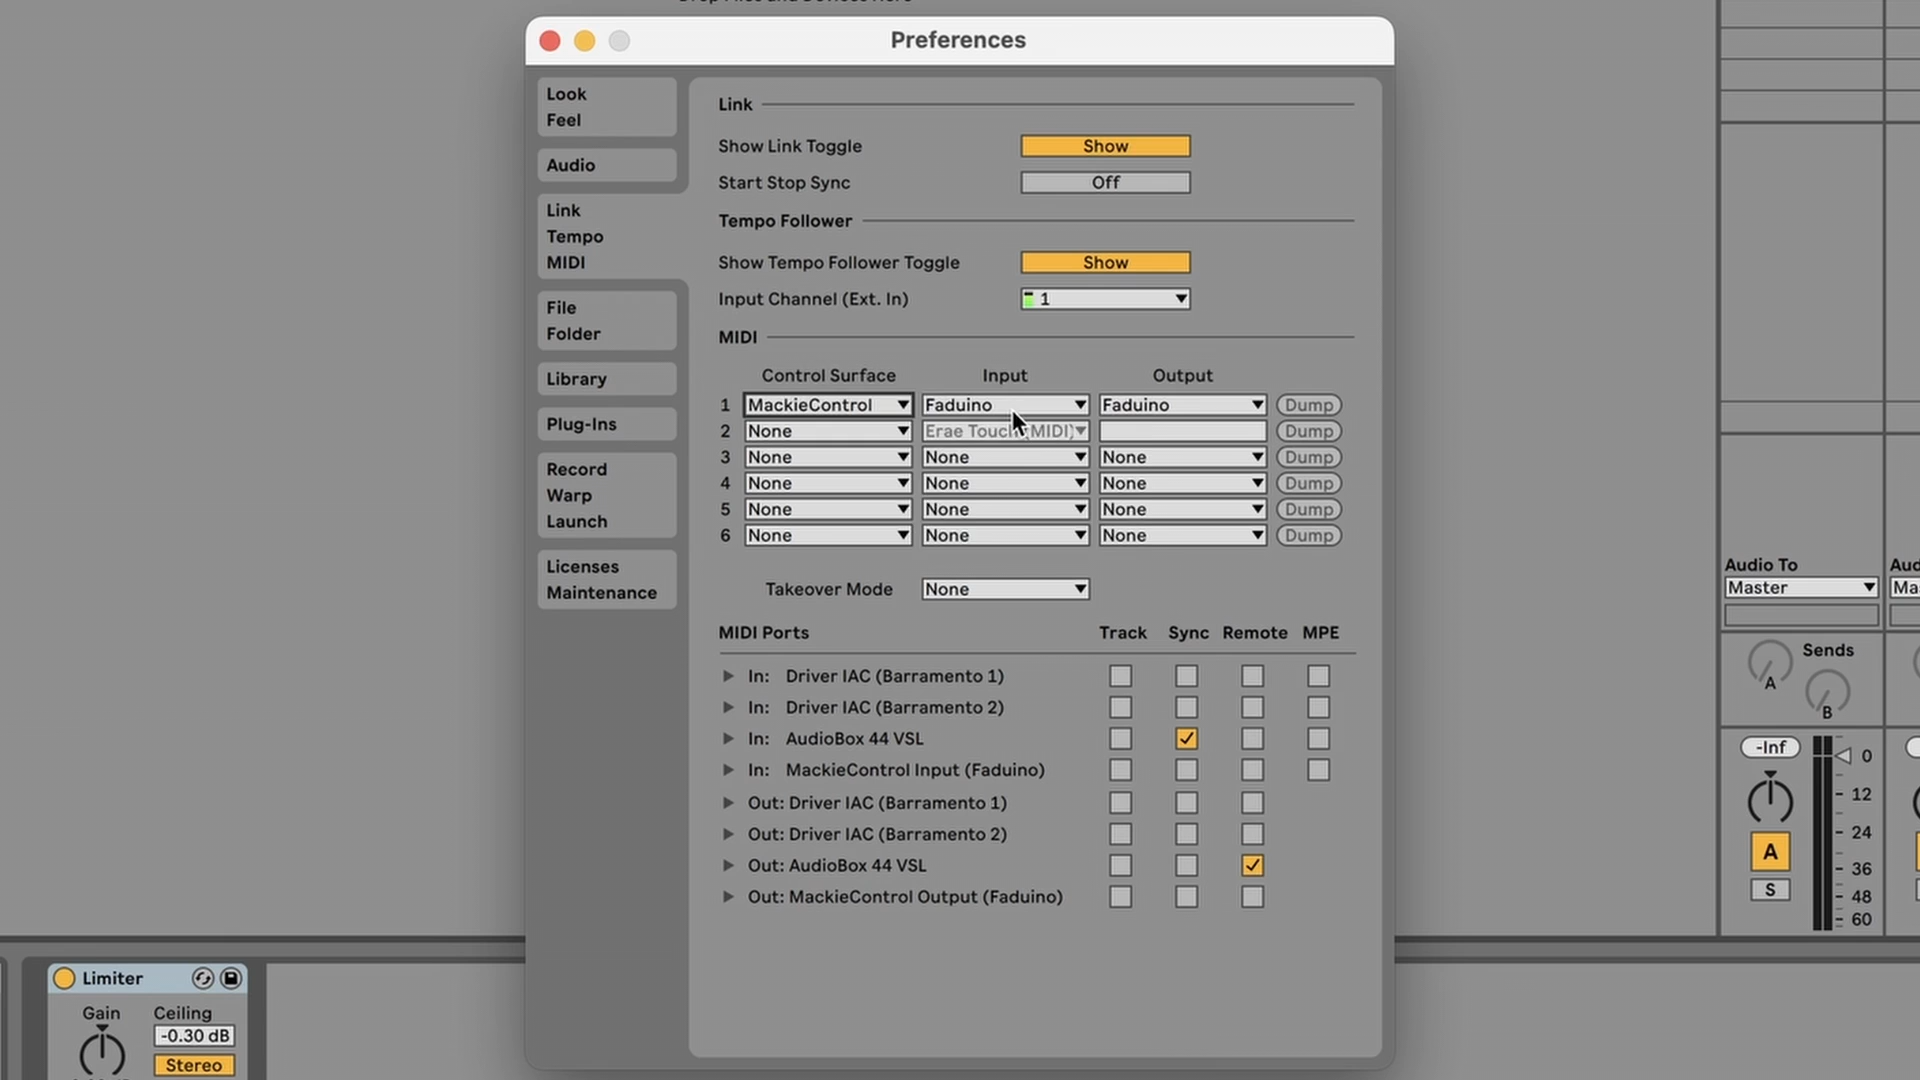 Drop Files and Devices Here
Preferences
Look
Feel
Audio
Link
Tempo
MIDI
File
Folder
Library
Plug-Ins
Record
Warp
Launch
Licenses
Maintenance
Link
Show Link Toggle Show
Start Stop Sync Off
Tempo Follower
Show Tempo Follower Toggle Show
Input Channel (Ext. In) 1
MIDI
Control Surface Input Output
1 MackieControl Faduino Faduino Dump
2 None Erae Touch (MIDI) Dump
3 None None None Dump
4 None None None Dump
5 None None None Dump
6 None None None Dump
Takeover Mode None
MIDI Ports Track Sync Remote MPE
In: Driver IAC (Barramento 1)
In: Driver IAC (Barramento 2)
In: AudioBox 44 VSL
In: MackieControl Input (Faduino)
Out: Driver IAC (Barramento 1)
Out: Driver IAC (Barramento 2)
Out: AudioBox 44 VSL
Out: MackieControl Output (Faduino)
Audio To
Master
Sends
A
B
-Inf
0
12
24
A
36
S
48
60
Limiter
Gain Ceiling
-0.30 dB
Stereo